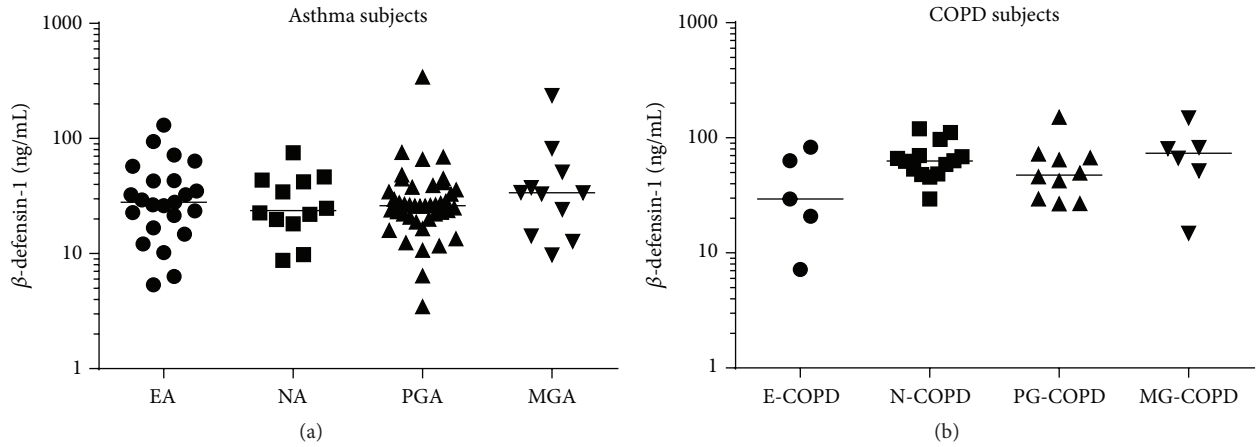 Asthma subjects
1000
100
10
1
β-defensin-1 (ng/mL)
EA NA PGA MGA
(a)
COPD subjects
1000
100
10
1
β-defensin-1 (ng/mL)
E-COPD N-COPD PG-COPD MG-COPD
(b)